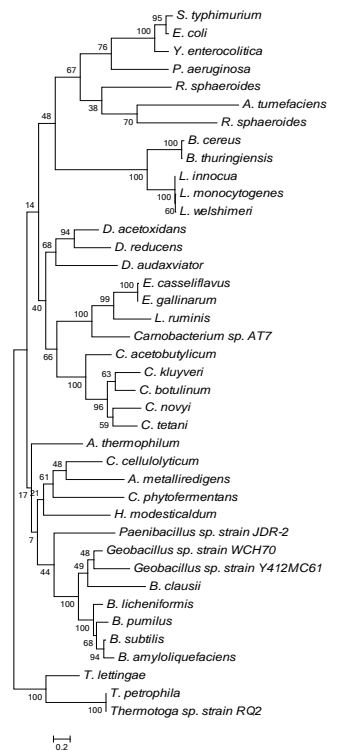 S. typhimurium
95
E. coli
100
76
Y. enterocolitica
67
P. aeruginosa
R. sphaeroides
38
A. tumefaciens
70
R. sphaeroides
48
100
B. cereus
B. thuringiensis
100
L. innocua
L. monocytogenes
60
L. welshimeri
14
94
D. acetoxidans
68
D. reducens
D. audaxviator
40
100
E. casseliflavus
99
E. gallinarum
100
L. ruminis
66
Carnobacterium sp. AT7
C. acetobutylicum
100
63
C. kluyveri
C. botulinum
96
C. novyi
59
C. tetani
A. thermophilum
48
C. cellulolyticum
61
A. metalliredigens
17
21
C. phytofermentans
H. modesticaldum
7
Paenibacillus sp. strain JDR-2
48
Geobacillus sp. strain WCH70
44
49
Geobacillus sp. strain Y412MC61
B. clausii
100
B. licheniformis
100
B. pumilus
68
B. subtilis
94
B. amyloliquefaciens
T. lettingae
100
T. petrophila
100
Thermotoga sp. strain RQ2
0.2